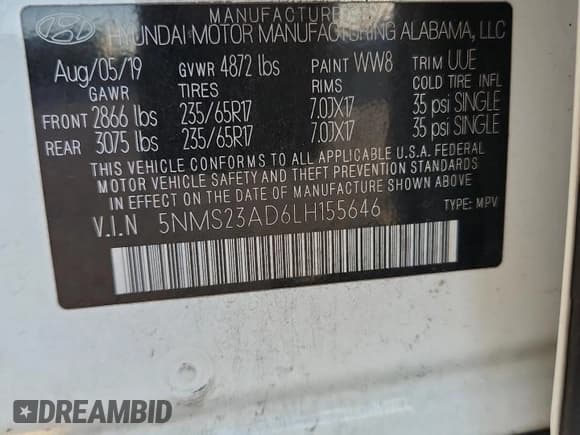 MANUFACTURED BY
HYUNDAI MOTOR MANUFACTURING ALABAMA, LLC
Aug/05/19 GVWR 4872 lbs PAINT WW8 TRIM UUE
GAWR TIRES RIMS COLD TIRE INFL
FRONT 2866 lbs 235/65R17 7.0JX17 35 psi SINGLE
REAR 3075 lbs 235/65R17 7.0JX17 35 psi SINGLE
THIS VEHICLE CONFORMS TO ALL APPLICABLE U.S.A. FEDERAL
MOTOR VEHICLE SAFETY AND THEFT PREVENTION STANDARDS
IN EFFECT ON THE DATE OF MANUFACTURE SHOWN ABOVE.
V.I.N 5NMS23AD6LH155646 TYPE: MPV
DREAMBID